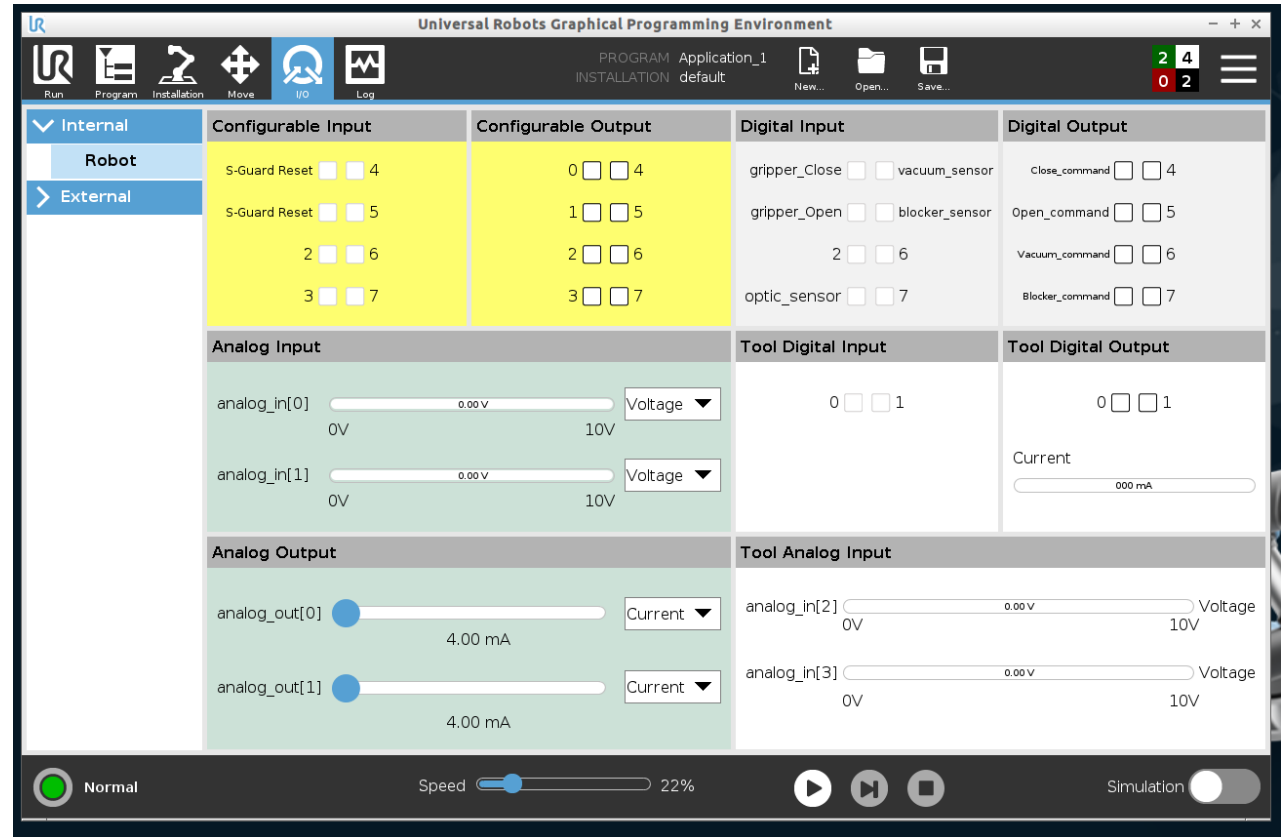 Universal Robots Graphical Programming Environment
UR
Run
Program
Installation
Move
I/O
Log
PROGRAM Application_1
INSTALLATION default
New...
Open...
Save...
2 4
0 2
Internal
Robot
External
Configurable Input
S-Guard Reset 4
S-Guard Reset 5
2 6
3 7
Configurable Output
0 4
1 5
2 6
3 7
Digital Input
gripper_Close vacuum_sensor
gripper_Open blocker_sensor
2 6
optic_sensor 7
Digital Output
Close_command 4
Open_command 5
Vacuum_command 6
Blocker_command 7
Analog Input
analog_in[0] 0.00 V Voltage
0V 10V
analog_in[1] 0.00 V Voltage
0V 10V
Tool Digital Input
0 1
Tool Digital Output
0 1
Current
000 mA
Analog Output
analog_out[0] Current
4.00 mA
analog_out[1] Current
4.00 mA
Tool Analog Input
analog_in[2] 0.00 V Voltage
0V 10V
analog_in[3] 0.00 V Voltage
0V 10V
Normal
Speed 22%
Simulation